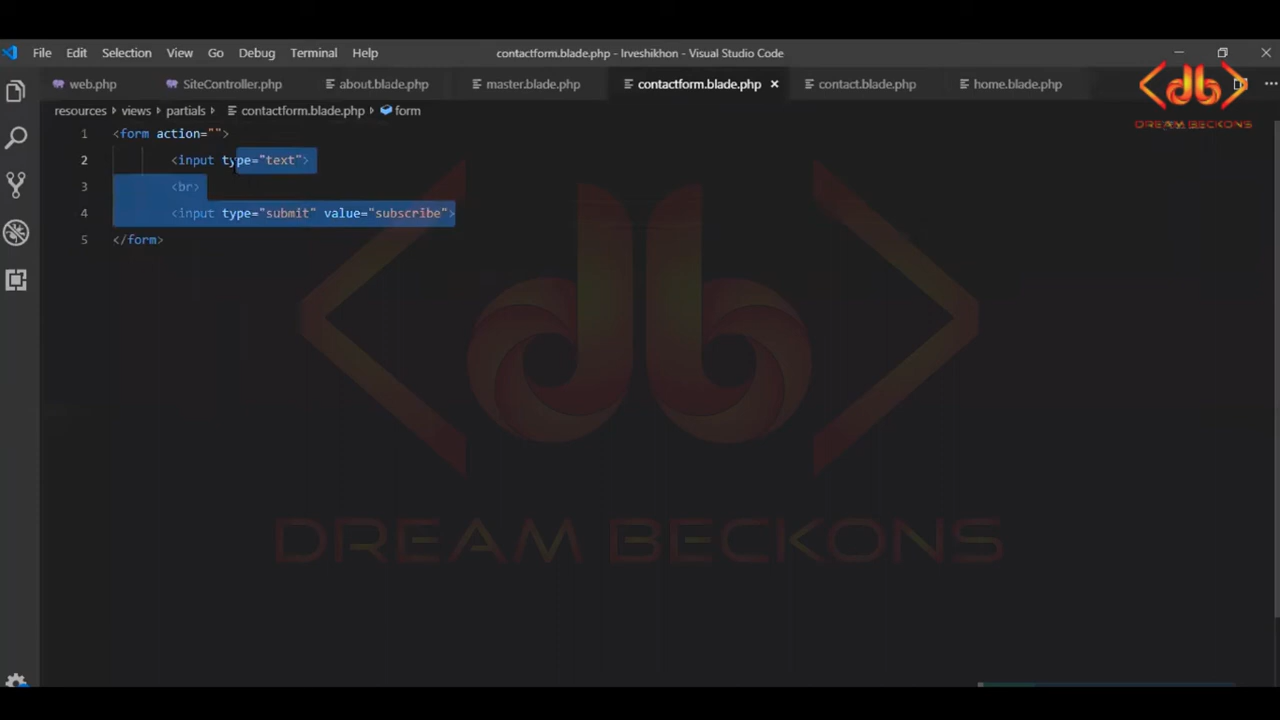 File Edit Selection View Go Debug Terminal Help contactform.blade.php - lrveshikhon - Visual Studio Code
web.php SiteController.php about.blade.php master.blade.php contactform.blade.php contact.blade.php home.blade.php
resources > views > partials > contactform.blade.php > form
1 <form action="">
2 <input type="text">
3 <br>
4 <input type="submit" value="subscribe">
5 </form>
DREAM BECKONS
DREAM BECKONS